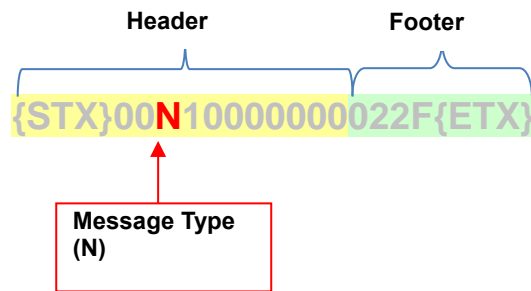 Header Footer
{STX}00N10000000022F{ETX}
Message Type
(N)